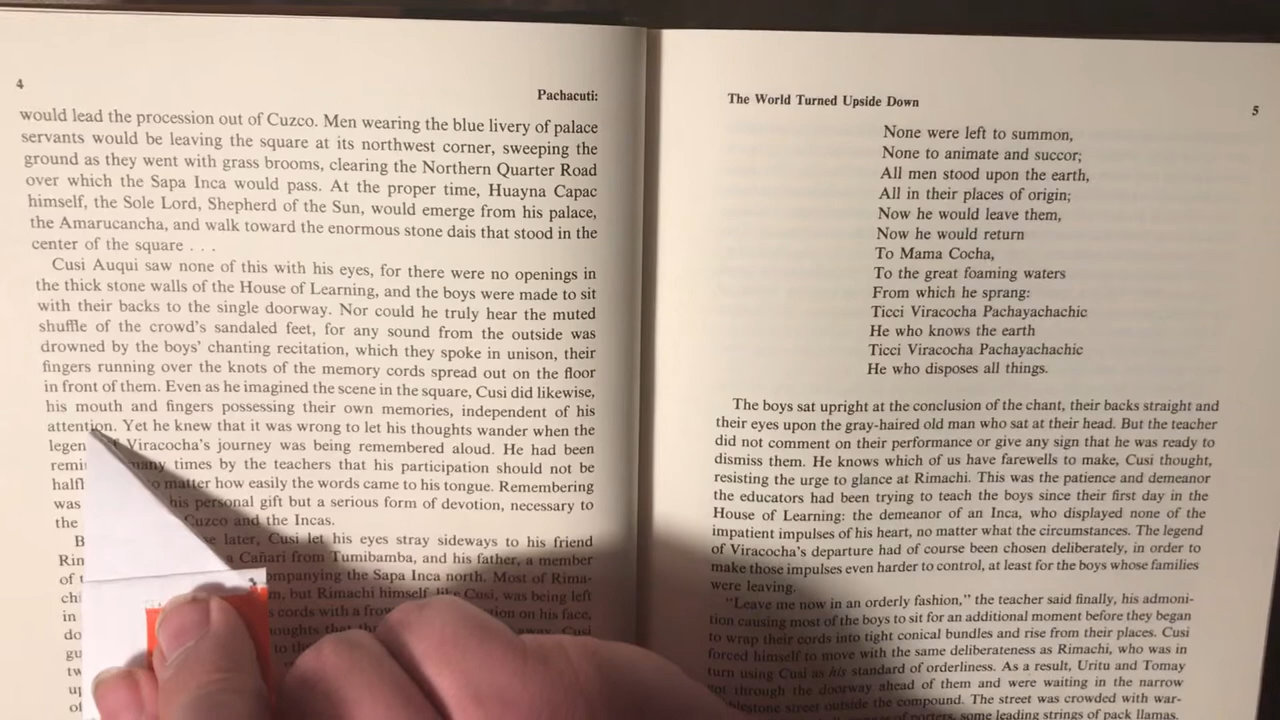 4
Pachacuti:
would lead the procession out of Cuzco. Men wearing the blue livery of palace
servants would be leaving the square at its northwest corner, sweeping the
ground as they went with grass brooms, clearing the Northern Quarter Road
over which the Sapa Inca would pass. At the proper time, Huayna Capac
himself, the Sole Lord, Shepherd of the Sun, would emerge from his palace,
the Amarucancha, and walk toward the enormous stone dais that stood in the
center of the square . . .
Cusi Auqui saw none of this with his eyes, for there were no openings in
the thick stone walls of the House of Learning, and the boys were made to sit
with their backs to the single doorway. Nor could he truly hear the muted
shuffle of the crowd's sandaled feet, for any sound from the outside was
drowned by the boys' chanting recitation, which they spoke in unison, their
fingers running over the knots of the memory cords spread out on the floor
in front of them. Even as he imagined the scene in the square, Cusi did likewise,
his mouth and fingers possessing their own memories, independent of his
attention. Yet he knew that it was wrong to let his thoughts wander when the
Viracocha's journey was being remembered aloud. He had been
many times by the teachers that his participation should not be
matter how easily the words came to his tongue. Remembering
was his personal gift but a serious form of devotion, necessary to
the Cuzco and the Incas.
later, Cusi let his eyes stray sideways to his friend
a Cañari from Tumibamba, and his father, a member
of the Sapa Inca north. Most of Rima-
but Rimachi himself, like Cusi, was being left
in cords with a on his face,
Cusi
The World Turned Upside Down
5
None were left to summon,
None to animate and succor;
All men stood upon the earth,
All in their places of origin;
Now he would leave them,
Now he would return
To Mama Cocha,
To the great foaming waters
From which he sprang:
Ticci Viracocha Pachayachachic
He who knows the earth
Ticci Viracocha Pachayachachic
He who disposes all things.
The boys sat upright at the conclusion of the chant, their backs straight and
their eyes upon the gray-haired old man who sat at their head. But the teacher
did not comment on their performance or give any sign that he was ready to
dismiss them. He knows which of us have farewells to make, Cusi thought,
resisting the urge to glance at Rimachi. This was the patience and demeanor
the educators had been trying to teach the boys since their first day in the
House of Learning: the demeanor of an Inca, who displayed none of the
impatient impulses of his heart, no matter what the circumstances. The legend
of Viracocha's departure had of course been chosen deliberately, in order to
make those impulses even harder to control, at least for the boys whose families
were leaving.
"Leave me now in an orderly fashion," the teacher said finally, his admoni-
tion causing most of the boys to sit for an additional moment before they began
to wrap their cords into tight conical bundles and rise from their places. Cusi
forced himself to move with the same deliberateness as Rimachi, who was in
turn using Cusi as his standard of orderliness. As a result, Uritu and Tomay
got through the doorway ahead of them and were waiting in the narrow
street outside the compound. The street was crowded with war-
of porters, some leading strings of pack llamas,